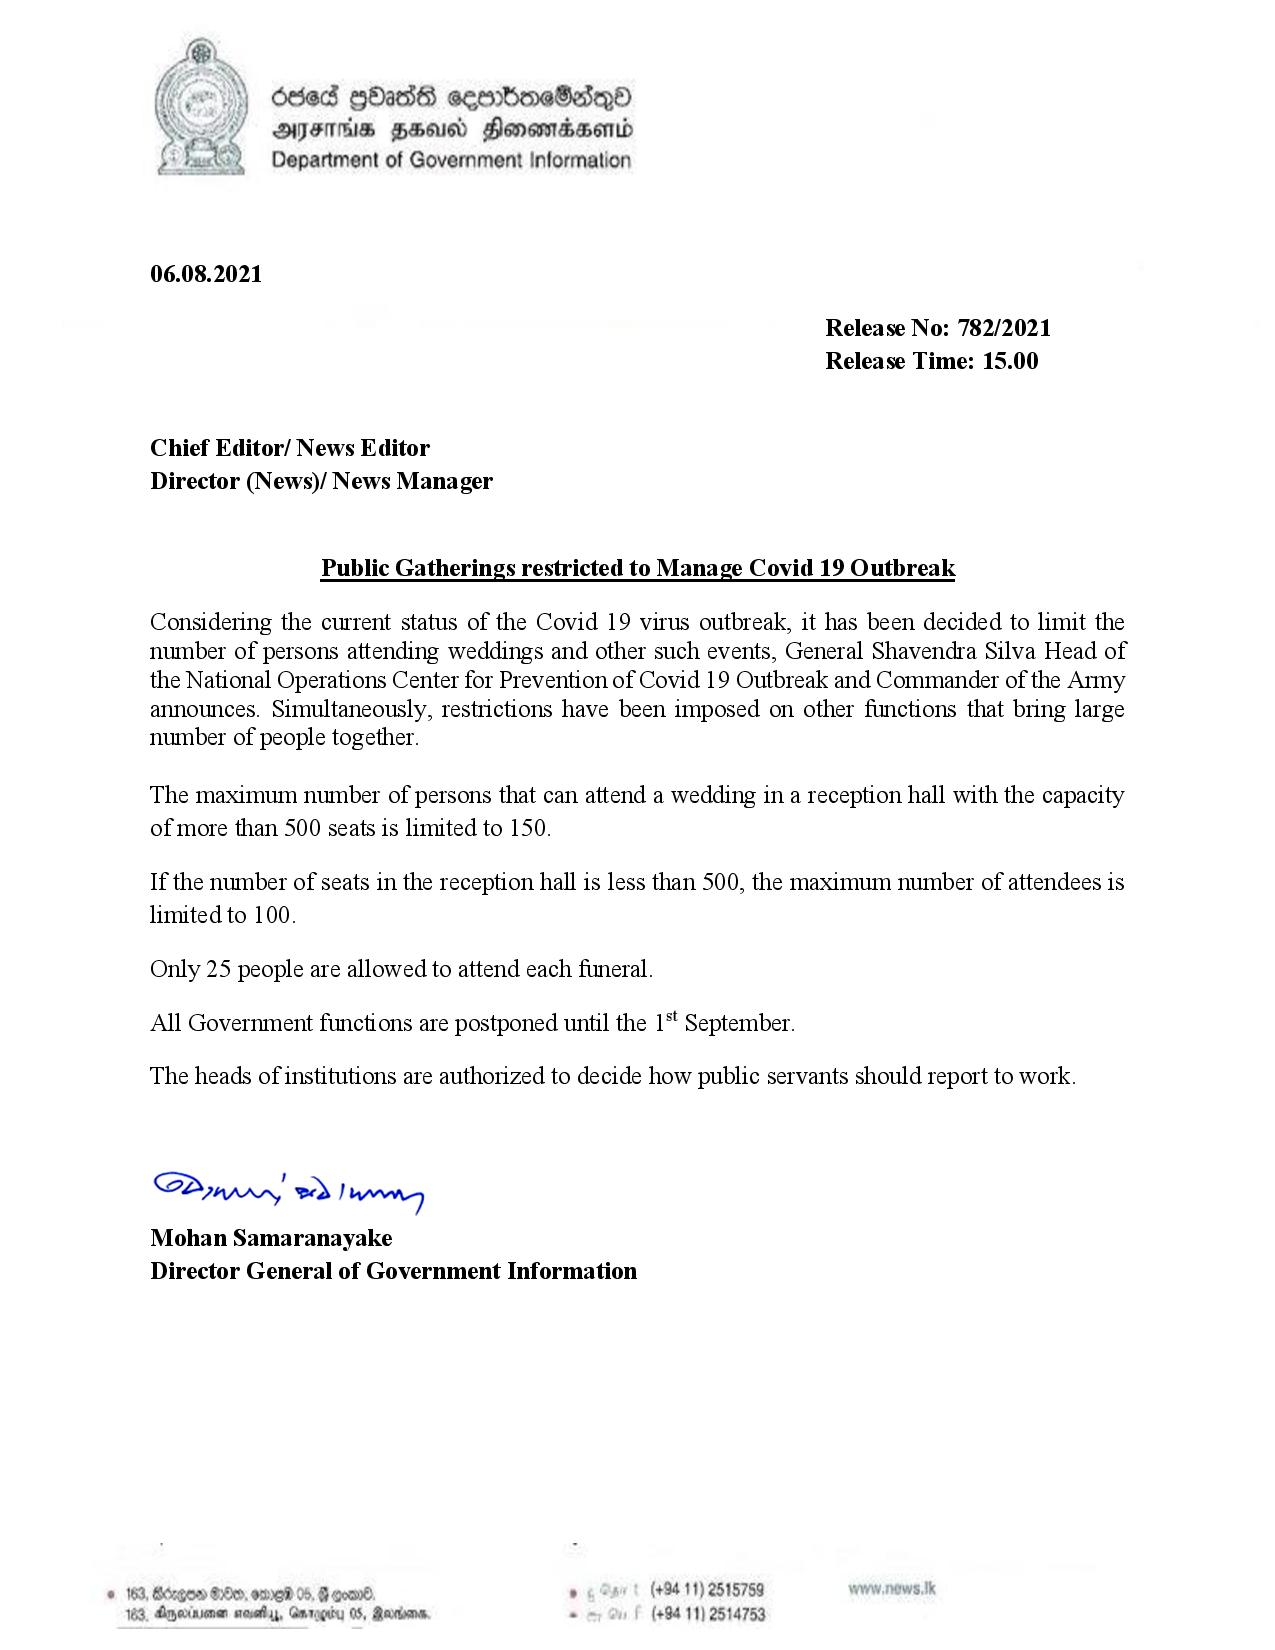 රජයේ ප්‍රවෘත්ති දෙපාර්තමේන්තුව
அரசாங்க தகவல் திணைக்களம்
Department of Government Information
06.08.2021
Release No: 782/2021
Release Time: 15.00
Chief Editor/ News Editor
Director (News)/ News Manager
Public Gatherings restricted to Manage Covid 19 Outbreak
Considering the current status of the Covid 19 virus outbreak, it has been decided to limit the
number of persons attending weddings and other such events, General Shavendra Silva Head of
the National Operations Center for Prevention of Covid 19 Outbreak and Commander of the Army
announces. Simultaneously, restrictions have been imposed on other functions that bring large
number of people together.
The maximum number of persons that can attend a wedding in a reception hall with the capacity
of more than 500 seats is limited to 150.
If the number of seats in the reception hall is less than 500, the maximum number of attendees is
limited to 100.
Only 25 people are allowed to attend each funeral.
All Government functions are postponed until the 1st September.
The heads of institutions are authorized to decide how public servants should report to work.
Mohan Samaranayake
Director General of Government Information
163, කිරුලපන මාවත, කොළඹ 05, ශ්‍රී ලංකාව.
163, கிருலப்பனை எவனியூ, கொழும்பு 05, இலங்கை.
(+94 11) 2515759
(+94 11) 2514753
www.news.lk